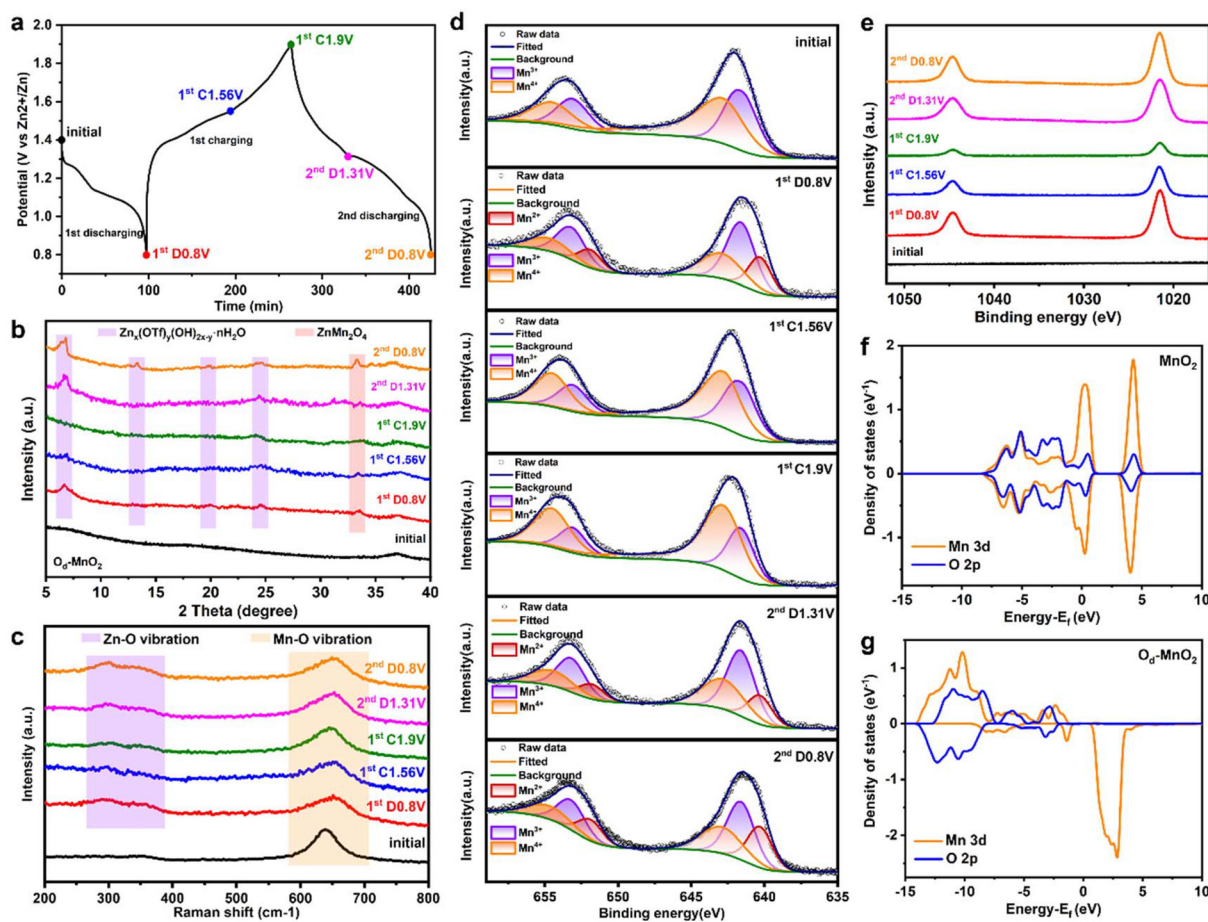 a
Potential (V vs Zn2+/Zn)
2.0
1.8
1.6
1.4
1.2
1.0
0.8
initial
1st discharging
1st D0.8V
1st charging
1st C1.56V
1st C1.9V
2nd D1.31V
2nd discharging
2nd D0.8V
0 100 200 300 400
Time (min)
b
Intensity (a.u.)
Znx(OTf)y(OH)2x-y·nH2O
ZnMn2O4
2nd D0.8V
2nd D1.31V
1st C1.9V
1st C1.56V
1st D0.8V
initial
Od-MnO2
5 10 15 20 25 30 35 40
2 Theta (degree)
c
Intensity (a.u.)
Zn-O vibration
Mn-O vibration
2nd D0.8V
2nd D1.31V
1st C1.9V
1st C1.56V
1st D0.8V
initial
200 300 400 500 600 700 800
Raman shift (cm-1)
d
Intensity(a.u.)
Raw data
Fitted
Background
Mn3+
Mn4+
initial
Intensity(a.u.)
Raw data
Fitted
Background
Mn2+
Mn3+
Mn4+
1st D0.8V
Intensity(a.u.)
Raw data
Fitted
Background
Mn3+
Mn4+
1st C1.56V
Intensity(a.u.)
Raw data
Fitted
Background
Mn3+
Mn4+
1st C1.9V
Intensity(a.u.)
Raw data
Fitted
Background
Mn2+
Mn3+
Mn4+
2nd D1.31V
Intensity(a.u.)
Raw data
Fitted
Background
Mn2+
Mn3+
Mn4+
2nd D0.8V
655 650 645 640 635
Binding energy(eV)
e
Intensity (a.u.)
2nd D0.8V
2nd D1.31V
1st C1.9V
1st C1.56V
1st D0.8V
initial
1050 1040 1030 1020
Binding energy (eV)
f
Density of states (eV-1)
MnO2
2
1
0
-1
Mn 3d
O 2p
-15 -10 -5 0 5 10
Energy-Ef (eV)
g
Density of states (eV-1)
Od-MnO2
1
0
-1
-2
Mn 3d
O 2p
-15 -10 -5 0 5 10
Energy-Ef (eV)